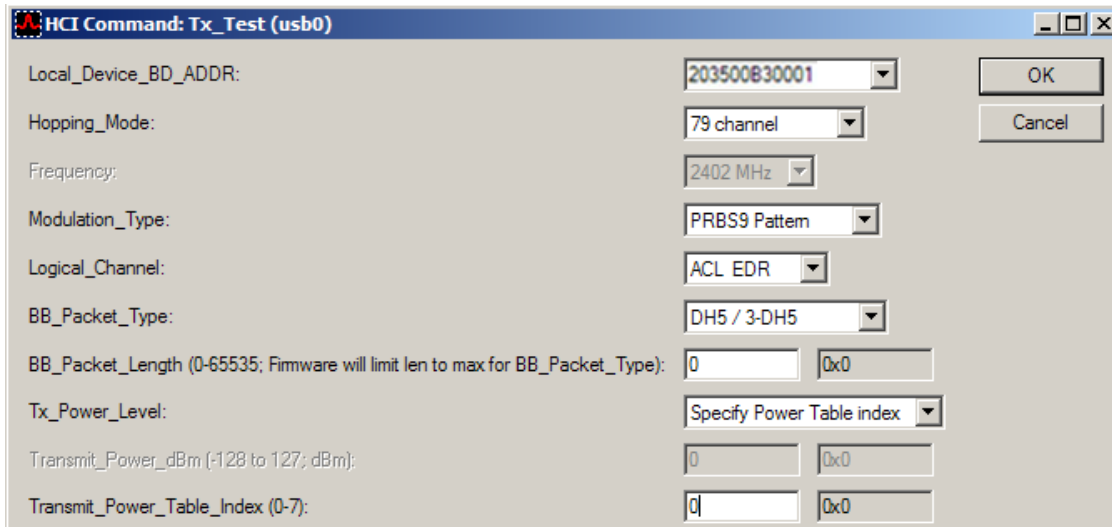 HCI Command: Tx_Test (usb0)
Local_Device_BD_ADDR: 203500B30001 OK
Hopping_Mode: 79 channel Cancel
Frequency: 2402 MHz
Modulation_Type: PRBS9 Pattern
Logical_Channel: ACL EDR
BB_Packet_Type: DH5 / 3-DH5
BB_Packet_Length (0-65535; Firmware will limit len to max for BB_Packet_Type): 0 0x0
Tx_Power_Level: Specify Power Table index
Transmit_Power_dBm (-128 to 127; dBm): 0 0x0
Transmit_Power_Table_Index (0-7): 0 0x0